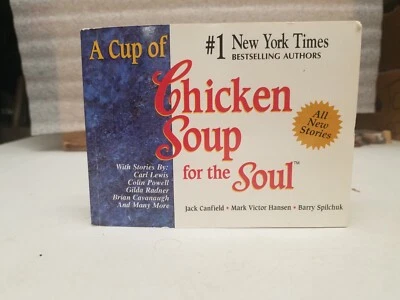 A Cup of
#1 New York Times
BESTSELLING AUTHORS
Chicken
Soup
for the Soul™
All
New
Stories
With Stories By:
Carl Lewis
Colin Powell
Gilda Radner
Brian Cavanaugh
And Many More
Jack Canfield • Mark Victor Hansen • Barry Spilchuk